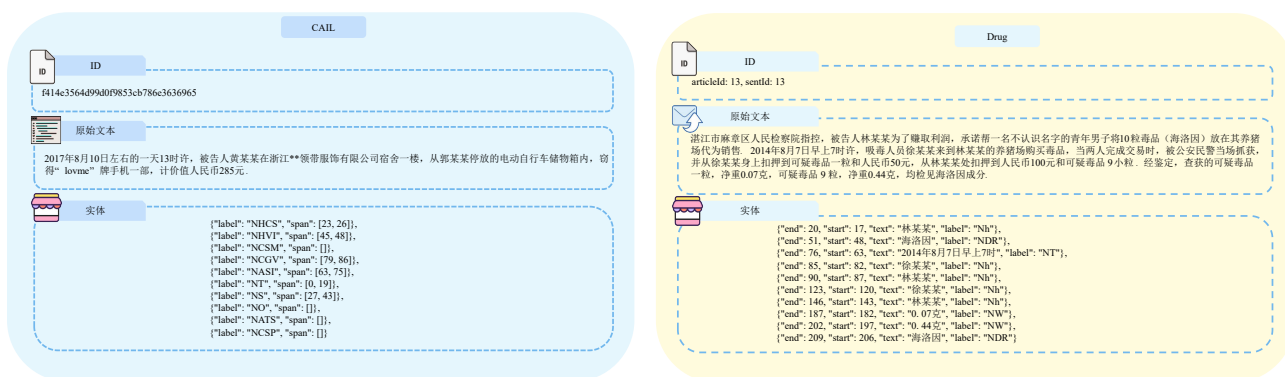 CAIL
ID
ID
f414e3564d99d0f9853cb786e3636965
原始文本
2017年8月10日左右的一天13时许，被告人黄某某在浙江**领带服饰有限公司宿舍一楼，从郭某某停放的电动自行车储物箱内，窃
得“ lovme”牌手机一部，计价值人民币285元.
实体
{"label": "NHCS", "span": [23, 26]},
{"label": "NHVI", "span": [45, 48]},
{"label": "NCSM", "span": []},
{"label": "NCGV", "span": [79, 86]},
{"label": "NASI", "span": [63, 75]},
{"label": "NT", "span": [0, 19]},
{"label": "NS", "span": [27, 43]},
{"label": "NO", "span": []},
{"label": "NATS", "span": []},
{"label": "NCSP", "span": []}
Drug
ID
ID
articleId: 13, sentId: 13
原始文本
湛江市麻章区人民检察院指控，被告人林某某为了赚取利润，承诺帮一名不认识名字的青年男子将10粒毒品（海洛因）放在其养猪
场代为销售. 2014年8月7日早上7时许，吸毒人员徐某某来到林某某的养猪场购买毒品，当两人完成交易时，被公安民警当场抓获，
并从徐某某身上扣押到可疑毒品一粒和人民币50元，从林某某处扣押到人民币100元和可疑毒品 9 小粒. 经鉴定，查获的可疑毒品
一粒，净重0.07克，可疑毒品 9 粒，净重0.44克，均检见海洛因成分.
实体
{"end": 20, "start": 17, "text": "林某某", "label": "Nh"},
{"end": 51, "start": 48, "text": "海洛因", "label": "NDR"},
{"end": 76, "start": 63, "text": "2014年8月7日早上7时", "label": "NT"},
{"end": 85, "start": 82, "text": "徐某某", "label": "Nh"},
{"end": 90, "start": 87, "text": "林某某", "label": "Nh"},
{"end": 123, "start": 120, "text": "徐某某", "label": "Nh"},
{"end": 146, "start": 143, "text": "林某某", "label": "Nh"},
{"end": 187, "start": 182, "text": "0. 07克", "label": "NW"},
{"end": 202, "start": 197, "text": "0. 44克", "label": "NW"},
{"end": 209, "start": 206, "text": "海洛因", "label": "NDR"}